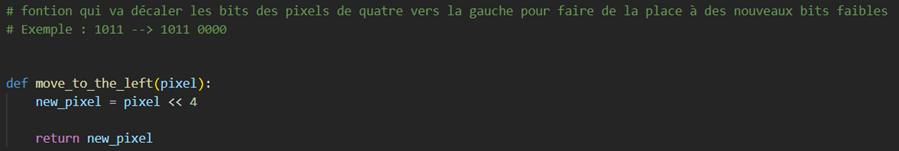 # fontion qui va décaler les bits des pixels de quatre vers la gauche pour faire de la place à des nouveaux bits faibles
# Exemple : 1011 --> 1011 0000
def move_to_the_left(pixel):
    new_pixel = pixel << 4
    return new_pixel